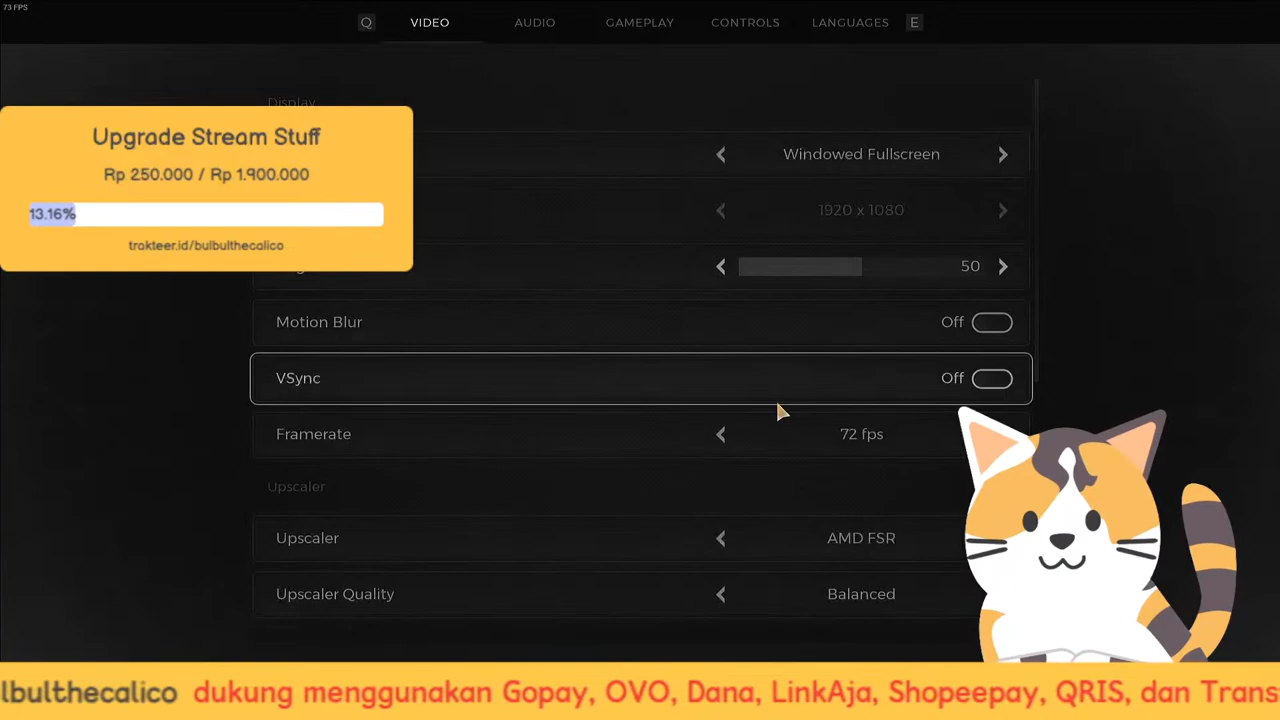 73 FPS
Q VIDEO AUDIO GAMEPLAY CONTROLS LANGUAGES E
Display
Upgrade Stream Stuff
Rp 250.000 / Rp 1.900.000
13.16%
trakteer.id/bulbulthecalico
Windowed Fullscreen
1920 x 1080
50
Motion Blur Off
VSync Off
Framerate 72 fps
Upscaler
Upscaler AMD FSR
Upscaler Quality Balanced
lbulthecalico dukung menggunakan Gopay, OVO, Dana, LinkAja, Shopeepay, QRIS, dan Trans